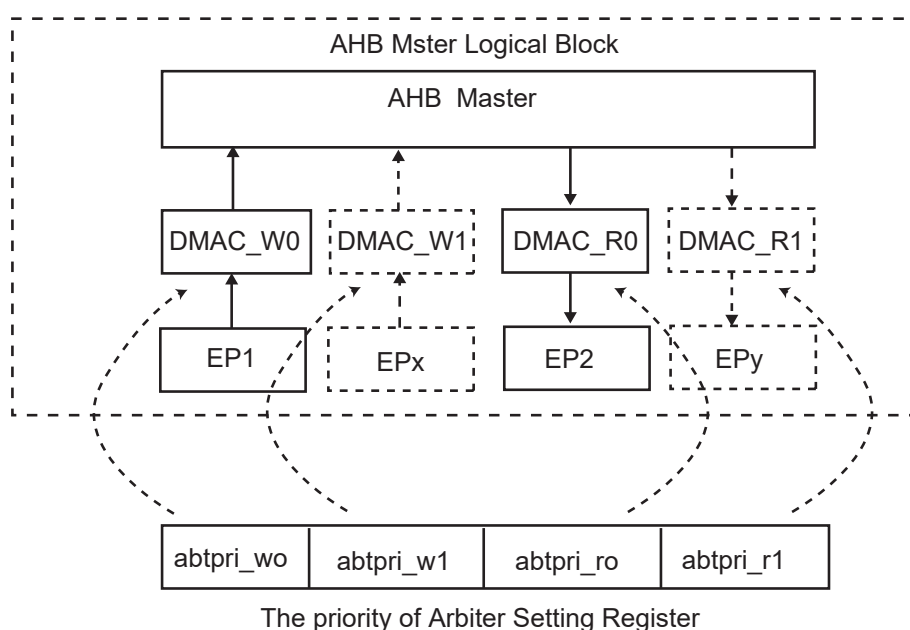 AHB Mster Logical Block
AHB Master
DMAC_W0 DMAC_W1 DMAC_R0 DMAC_R1
EP1 EPx EP2 EPy
abtpri_wo abtpri_w1 abtpri_ro abtpri_r1
The priority of Arbiter Setting Register